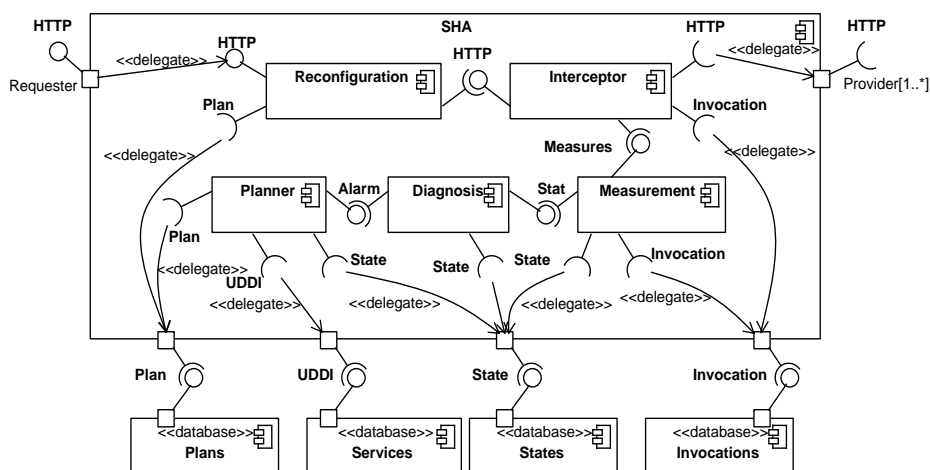 SHA
HTTP
HTTP
HTTP
HTTP
HTTP
<<delegate>>
<<delegate>>
Requester
Reconfiguration
Interceptor
Provider[1..*]
Plan
Invocation
<<delegate>>
Measures
<<delegate>>
Planner
Alarm
Diagnosis
Stat
Measurement
Plan
State
State
State
Invocation
<<delegate>>
UDDI
<<delegate>>
<<delegate>>
<<delegate>>
<<delegate>>
Plan
UDDI
State
Invocation
<<database>>
Plans
<<database>>
Services
<<database>>
States
<<database>>
Invocations